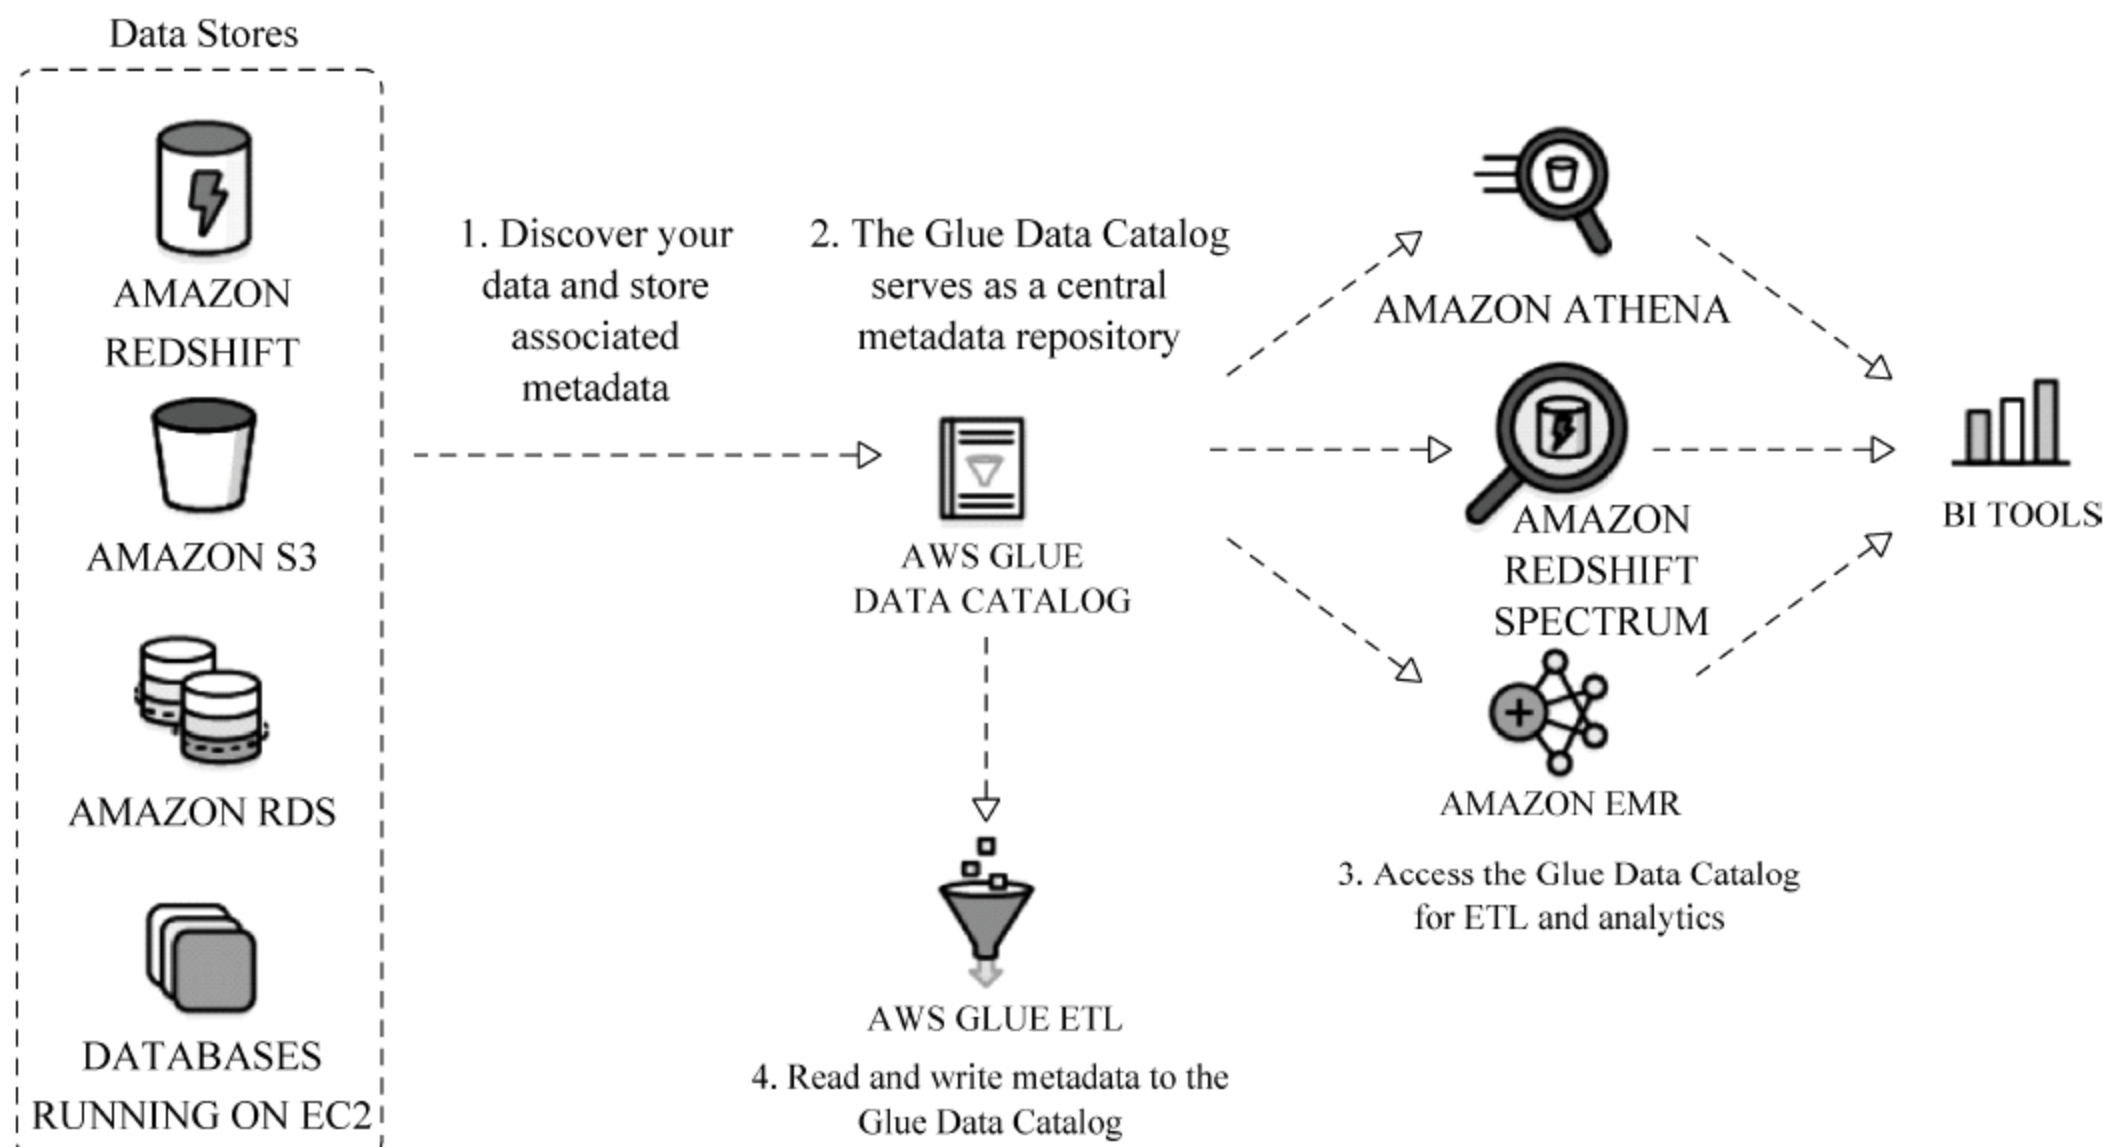 Data Stores
AMAZON
REDSHIFT
AMAZON S3
AMAZON RDS
DATABASES
RUNNING ON EC2
1. Discover your
data and store
associated
metadata
2. The Glue Data Catalog
serves as a central
metadata repository
AWS GLUE
DATA CATALOG
AWS GLUE ETL
4. Read and write metadata to the
Glue Data Catalog
AMAZON ATHENA
AMAZON
REDSHIFT
SPECTRUM
AMAZON EMR
3. Access the Glue Data Catalog
for ETL and analytics
BI TOOLS